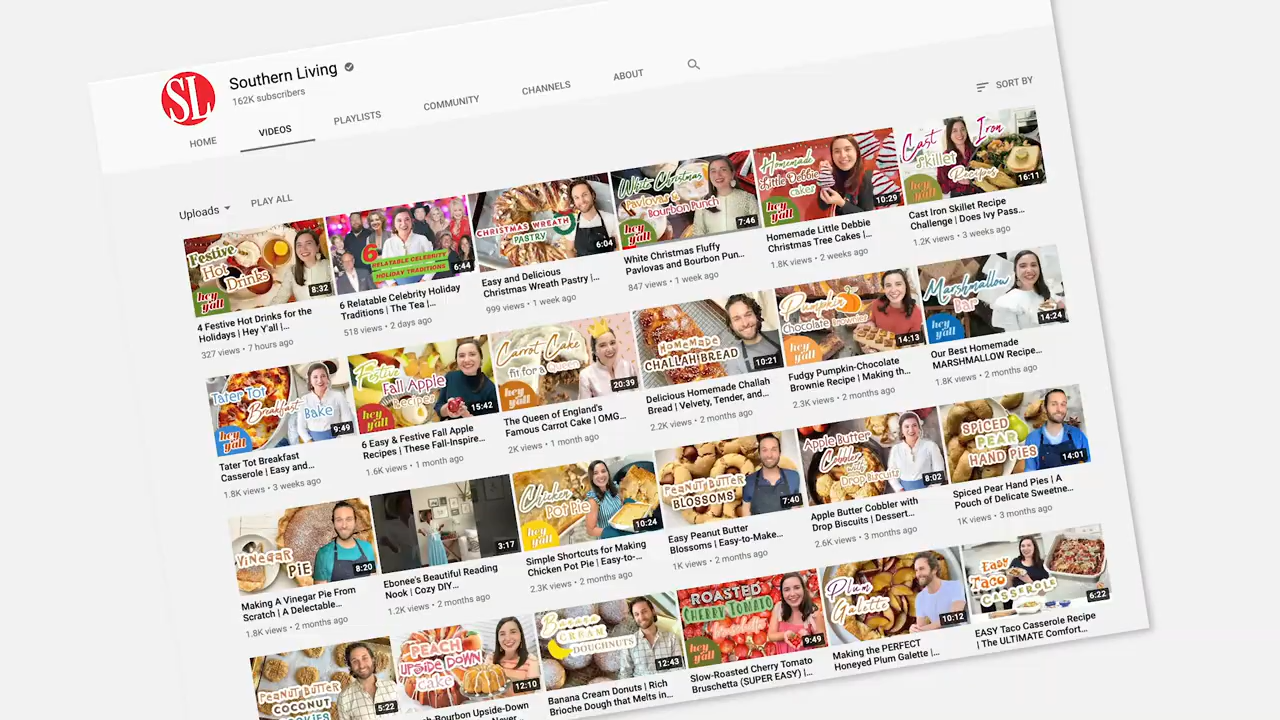 SL
Southern Living
162K subscribers
HOME
VIDEOS
PLAYLISTS
COMMUNITY
CHANNELS
ABOUT
SORT BY
Uploads
PLAY ALL
Festive
Hot
Drinks
hey
y'all
8:32
4 Festive Hot Drinks for the
Holidays | Hey Y'all |...
327 views • 7 hours ago
6
RELATABLE CELEBRITY
HOLIDAY TRADITIONS
6:44
6 Relatable Celebrity Holiday
Traditions | The Tea |...
518 views • 2 days ago
CHRISTMAS WREATH
PASTRY
6:04
Easy and Delicious
Christmas Wreath Pastry |...
999 views • 1 week ago
White Christmas
Pavlovas &
Bourbon Punch
hey
y'all
7:46
White Christmas Fluffy
Pavlovas and Bourbon Pun...
847 views • 1 week ago
Homemade
Little Debbie
cakes
hey
y'all
10:29
Homemade Little Debbie
Christmas Tree Cakes |...
1.8K views • 2 weeks ago
Cast Iron
Skillet
Recipes
hey
y'all
16:11
Cast Iron Skillet Recipe
Challenge | Does Ivy Pass...
1.2K views • 3 weeks ago
Tater Tot
Breakfast
Bake
hey
y'all
9:49
Tater Tot Breakfast
Casserole | Easy and...
1.8K views • 3 weeks ago
Festive
Fall Apple
Recipes
hey
y'all
15:42
6 Easy & Festive Fall Apple
Recipes | These Fall-Inspire...
1.6K views • 1 month ago
Carrot Cake
fit for a Queen
hey
y'all
20:39
The Queen of England's
Famous Carrot Cake | OMG...
2K views • 1 month ago
HOMEMADE
CHALLAH BREAD
10:21
Delicious Homemade Challah
Bread | Velvety, Tender, and...
2.2K views • 2 months ago
Pumpkin
Chocolate Brownies
hey
y'all
14:13
Fudgy Pumpkin-Chocolate
Brownie Recipe | Making th...
2.3K views • 2 months ago
Marshmallow
Bar
hey
y'all
14:24
Our Best Homemade
MARSHMALLOW Recipe...
1.8K views • 2 months ago
VINEGAR
PIE
8:20
Making A Vinegar Pie From
Scratch | A Delectable...
1.8K views • 2 months ago
3:17
Ebonee's Beautiful Reading
Nook | Cozy DIY...
1.2K views • 2 months ago
Chicken
Pot Pie
hey
y'all
10:24
Simple Shortcuts for Making
Chicken Pot Pie | Easy-to-...
2.3K views • 2 months ago
PEANUT BUTTER
BLOSSOMS
7:40
Easy Peanut Butter
Blossoms | Easy-to-Make...
1K views • 2 months ago
Apple Butter
Cobbler
with
Drop Biscuits
8:02
Apple Butter Cobbler with
Drop Biscuits | Dessert...
2.6K views • 3 months ago
SPICED
PEAR
HAND PIES
14:01
Spiced Pear Hand Pies | A
Pouch of Delicate Sweetne...
1K views • 3 months ago
PEANUT BUTTER
COCONUT
COOKIES
5:22
PEACH
UPSIDE DOWN
Cake
12:10
Bourbon Upside-Down
Banana
CREAM
DOUGHNUTS
12:43
Banana Cream Donuts | Rich
Brioche Dough that Melts in...
ROASTED
CHERRY TOMATO
hey
y'all
9:49
Slow-Roasted Cherry Tomato
Bruschetta (SUPER EASY) |...
Plum
Galette
10:12
Making the PERFECT
Honeyed Plum Galette |...
Easy
Taco
CASSEROLE
6:22
EASY Taco Casserole Recipe
| The ULTIMATE Comfort...